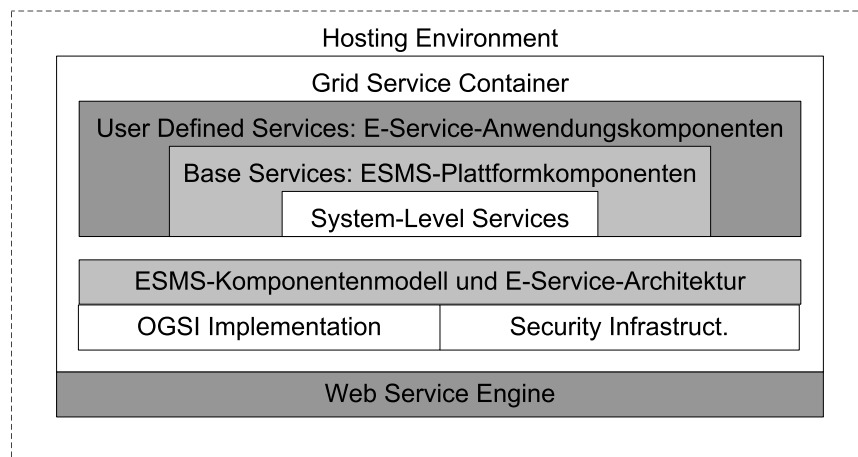 Hosting Environment
Grid Service Container
User Defined Services: E-Service-Anwendungskomponenten
Base Services: ESMS-Plattformkomponenten
System-Level Services
ESMS-Komponentenmodell und E-Service-Architektur
OGSI Implementation
Security Infrastruct.
Web Service Engine